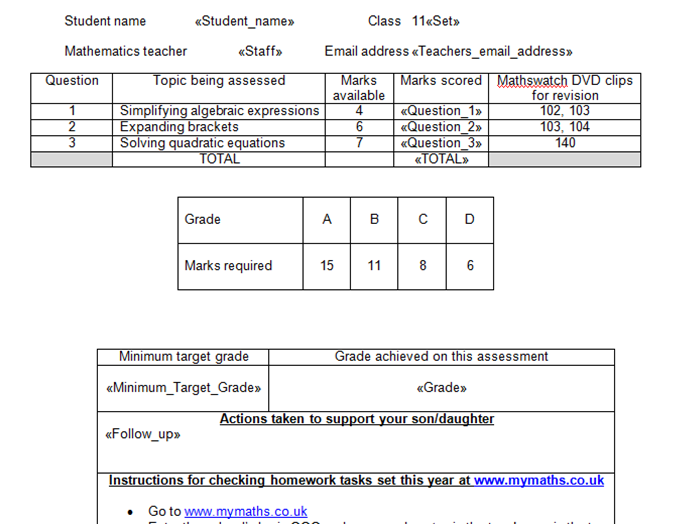 Student name «Student_name» Class 11«Set»
Mathematics teacher «Staff» Email address «Teachers_email_address»
Question Topic being assessed Marks available Marks scored Mathswatch DVD clips for revision
1 Simplifying algebraic expressions 4 «Question_1» 102, 103
2 Expanding brackets 6 «Question_2» 103, 104
3 Solving quadratic equations 7 «Question_3» 140
TOTAL «TOTAL»
Grade A B C D
Marks required 15 11 8 6
Minimum target grade Grade achieved on this assessment
«Minimum_Target_Grade» «Grade»
Actions taken to support your son/daughter
«Follow_up»
Instructions for checking homework tasks set this year at www.mymaths.co.uk
• Go to www.mymaths.co.uk